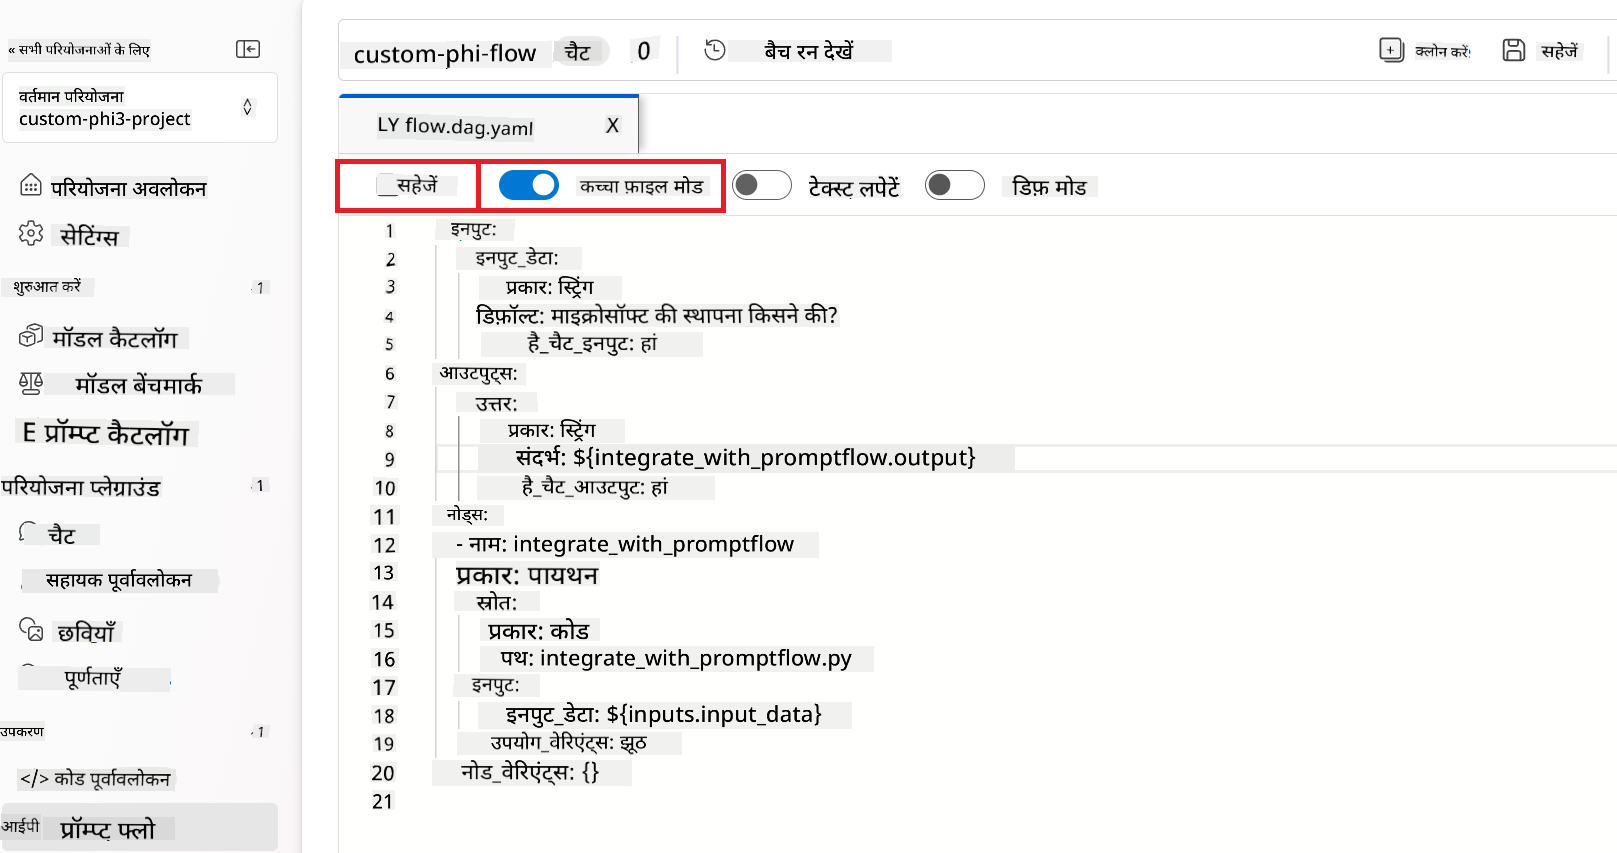 « सभी परियोजनाओं के लिए
वर्तमान परियोजना
custom-phi3-project
परियोजना अवलोकन
सेटिंग्स
शुरुआत करें 1
मॉडल कैटलॉग
मॉडल बेंचमार्क
E प्रॉम्प्ट कैटलॉग
परियोजना प्लेग्राउंड 1
चैट
सहायक पूर्वावलोकन
छवियाँ
पूर्णताएँ
उपकरण 1
</> कोड पूर्वावलोकन
आईपी प्रॉम्प्ट फ्लो
custom-phi-flow चैट 0 बैच रन देखें क्लोन करें सहेजें
LY flow.dag.yaml X
सहेजें कच्चा फ़ाइल मोड टेक्स्ट लपेटें डिफ़ मोड
1 इनपुट:
2 इनपुट_डेटा:
3 प्रकार: स्ट्रिंग
4 डिफ़ॉल्ट: माइक्रोसॉफ्ट की स्थापना किसने की?
5 है_चैट_इनपुट: हां
6 आउटपुट्स:
7 उत्तर:
8 प्रकार: स्ट्रिंग
9 संदर्भ: ${integrate_with_promptflow.output}
10 है_चैट_आउटपुट: हां
11 नोड्स:
12 - नाम: integrate_with_promptflow
13 प्रकार: पायथन
14 स्रोत:
15 प्रकार: कोड
16 पथ: integrate_with_promptflow.py
17 इनपुट:
18 इनपुट_डेटा: ${inputs.input_data}
19 उपयोग_वेरिएंट्स: झूठ
20 नोड_वेरिएंट्स: {}
21